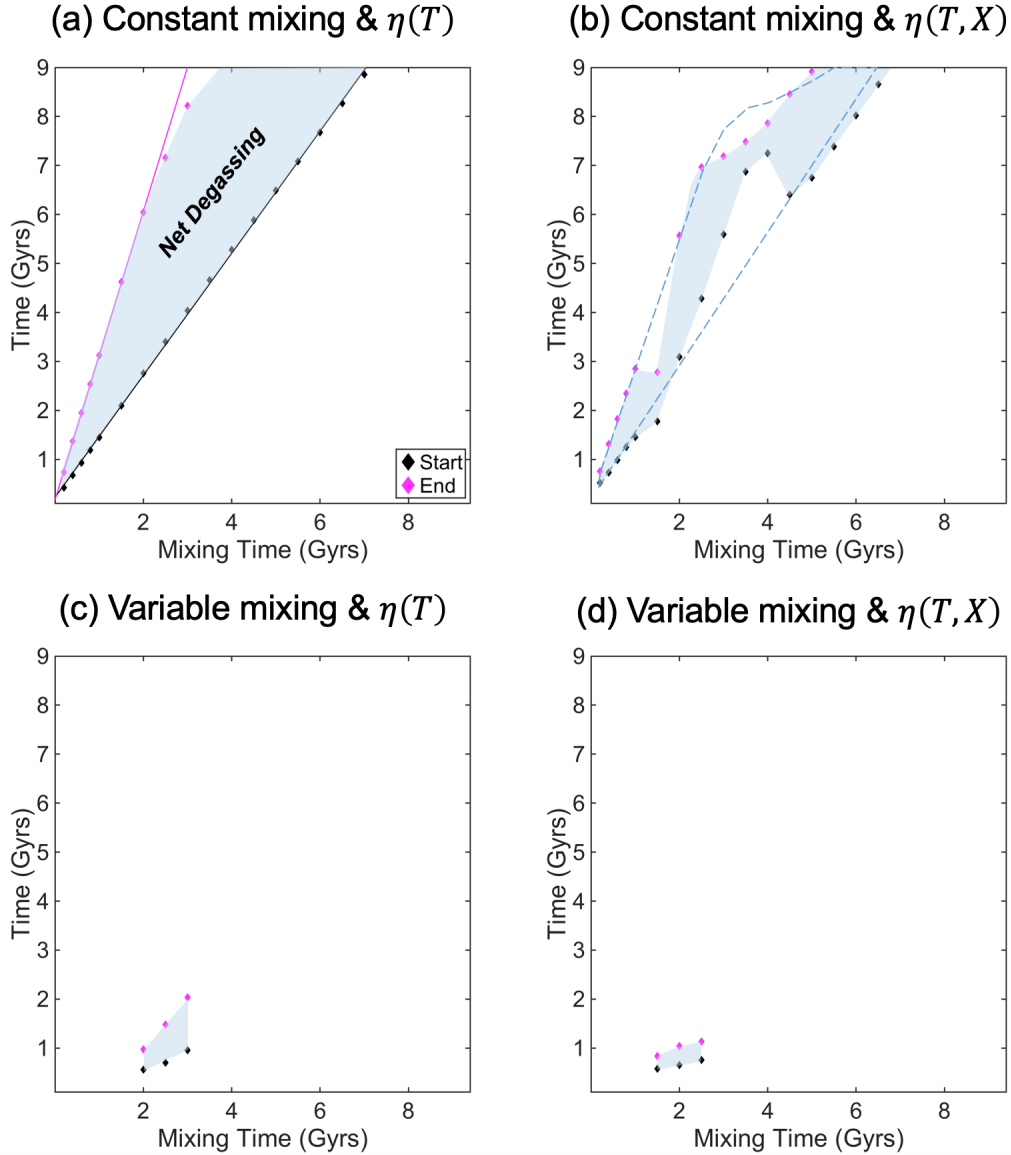 (a) Constant mixing & η(T)
9
8
7
6
5
4
3
2
1
Time (Gyrs)
Net Degassing
Start
End
2 4 6 8
Mixing Time (Gyrs)
(b) Constant mixing & η(T, X)
9
8
7
6
5
4
3
2
1
Time (Gyrs)
2 4 6 8
Mixing Time (Gyrs)
(c) Variable mixing & η(T)
9
8
7
6
5
4
3
2
1
Time (Gyrs)
2 4 6 8
Mixing Time (Gyrs)
(d) Variable mixing & η(T, X)
9
8
7
6
5
4
3
2
1
Time (Gyrs)
2 4 6 8
Mixing Time (Gyrs)